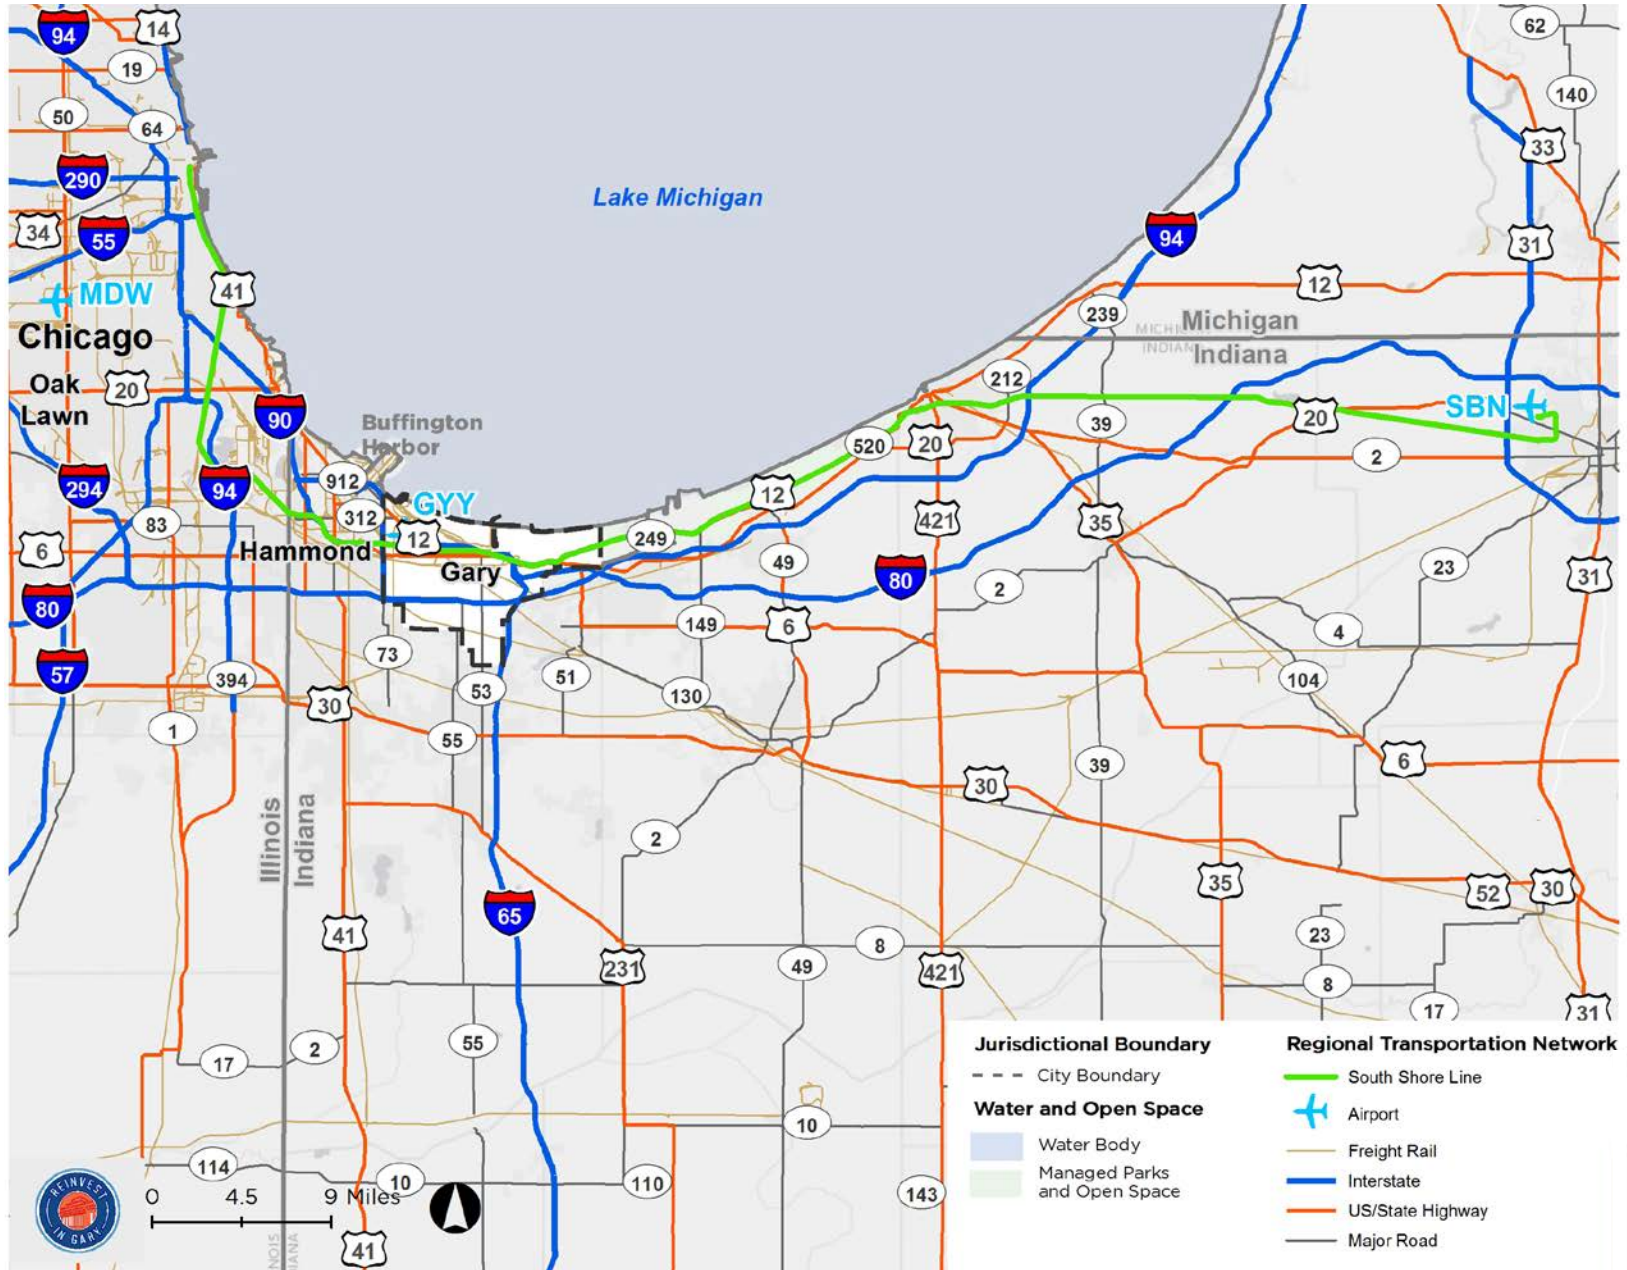 94
14
62
19
140
50
64
33
290
Lake Michigan
34
55
94
31
MDW
41
12
239
Chicago
MICHI
Michigan
INDIAN
Indiana
Oak
Lawn
20
212
SBN
90
Buffington
Harbor
39
20
520
20
2
294
94
912
GYY
12
312
12
421
35
83
6
Hammond
249
Gary
49
80
23
31
80
2
149
6
4
57
73
394
53
51
130
104
30
1
55
39
6
30
Illinois
Indiana
2
35
52
30
65
41
23
8
231
49
421
8
17
31
17
2
55
10
114
10
110
143
41
NOIS
IANA
REINVEST
IN GARY
0 4.5 9 Miles
Jurisdictional Boundary
City Boundary
Water and Open Space
Water Body
Managed Parks
and Open Space
Regional Transportation Network
South Shore Line
Airport
Freight Rail
Interstate
US/State Highway
Major Road